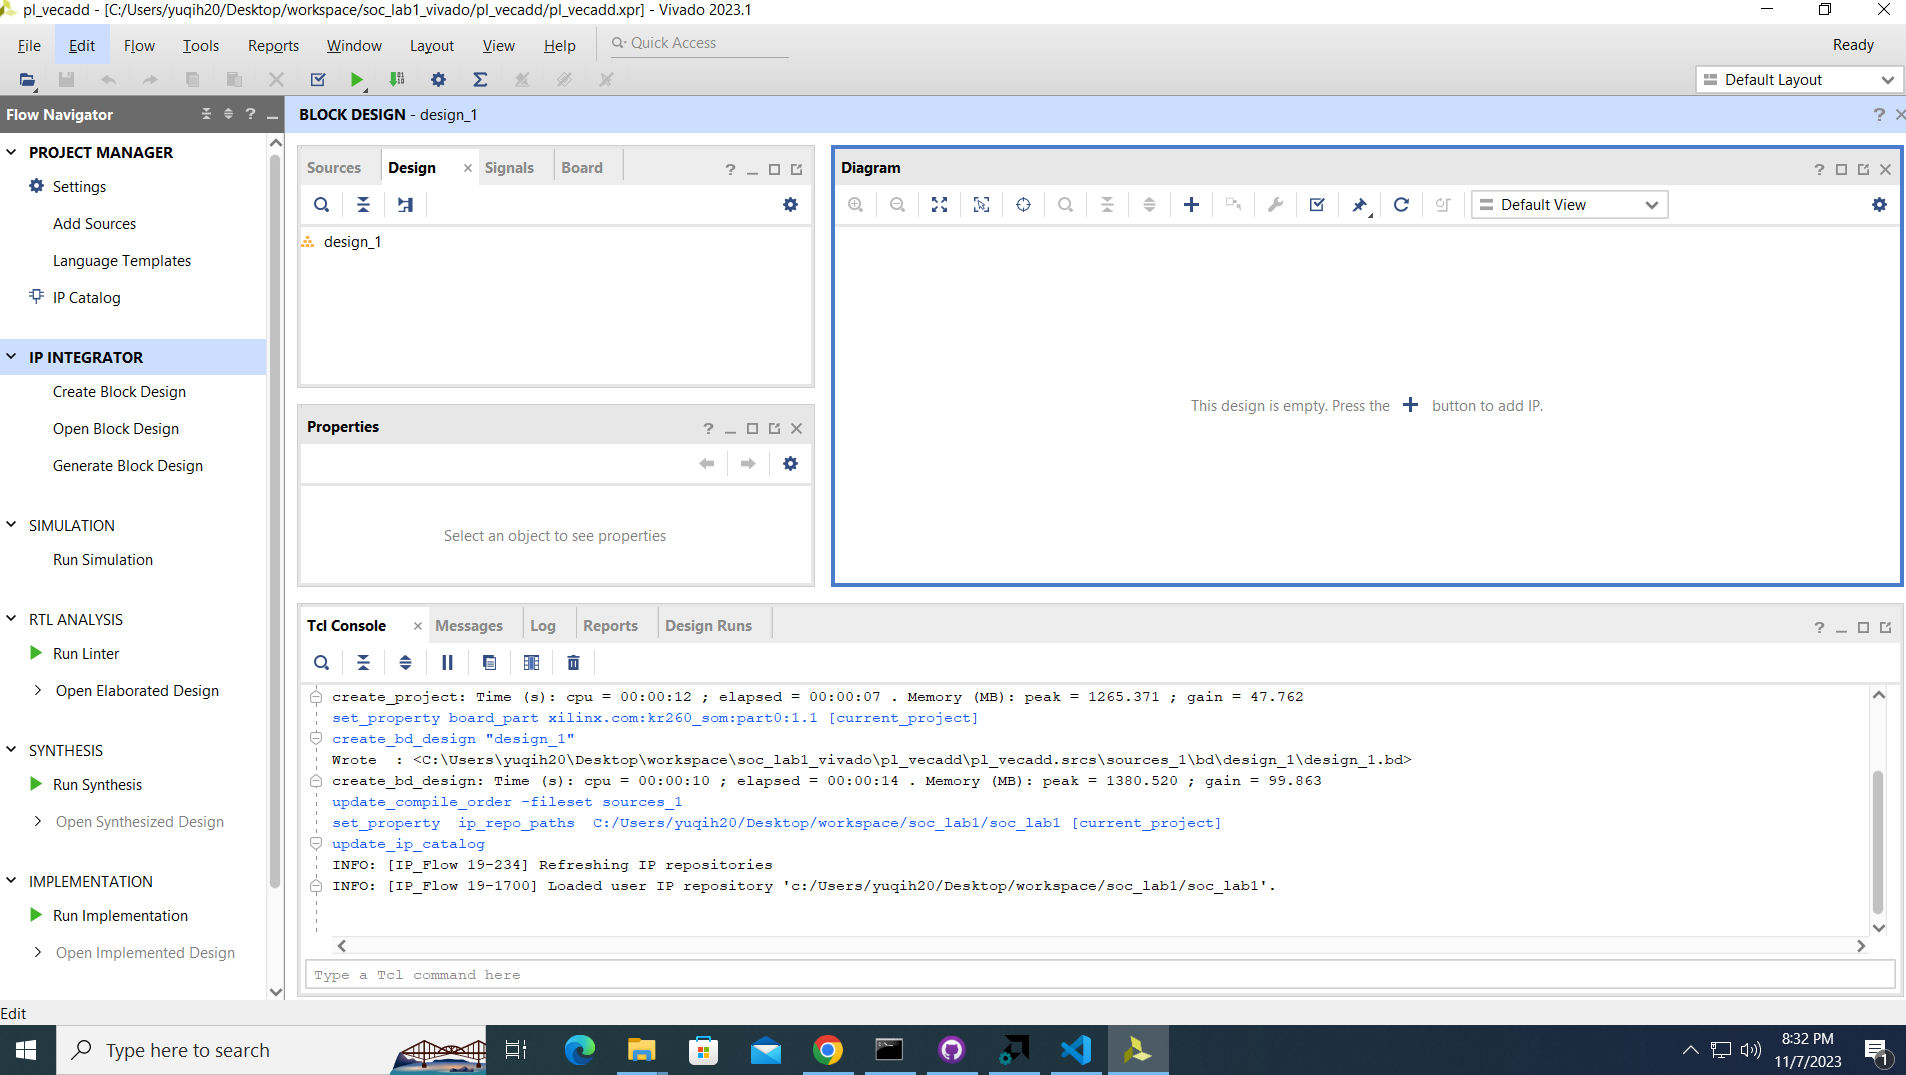 pl_vecadd - [C:/Users/yuqih20/Desktop/workspace/soc_lab1_vivado/pl_vecadd/pl_vecadd.xpr] - Vivado 2023.1
File Edit Flow Tools Reports Window Layout View Help Quick Access Ready
Default Layout
Flow Navigator
PROJECT MANAGER
Settings
Add Sources
Language Templates
IP Catalog
IP INTEGRATOR
Create Block Design
Open Block Design
Generate Block Design
SIMULATION
Run Simulation
RTL ANALYSIS
Run Linter
Open Elaborated Design
SYNTHESIS
Run Synthesis
Open Synthesized Design
IMPLEMENTATION
Run Implementation
Open Implemented Design
BLOCK DESIGN - design_1
Sources Design Signals Board
design_1
Properties
Select an object to see properties
Diagram
Default View
This design is empty. Press the + button to add IP.
Tcl Console Messages Log Reports Design Runs
create_project: Time (s): cpu = 00:00:12 ; elapsed = 00:00:07 . Memory (MB): peak = 1265.371 ; gain = 47.762
set_property board_part xilinx.com:kr260_som:part0:1.1 [current_project]
create_bd_design "design_1"
Wrote  : <C:\Users\yuqih20\Desktop\workspace\soc_lab1_vivado\pl_vecadd\pl_vecadd.srcs\sources_1\bd\design_1\design_1.bd>
create_bd_design: Time (s): cpu = 00:00:10 ; elapsed = 00:00:14 . Memory (MB): peak = 1380.520 ; gain = 99.863
update_compile_order -fileset sources_1
set_property  ip_repo_paths  C:/Users/yuqih20/Desktop/workspace/soc_lab1/soc_lab1 [current_project]
update_ip_catalog
INFO: [IP_Flow 19-234] Refreshing IP repositories
INFO: [IP_Flow 19-1700] Loaded user IP repository 'c:/Users/yuqih20/Desktop/workspace/soc_lab1/soc_lab1'.
Type a Tcl command here
Edit
Type here to search
8:32 PM
11/7/2023
1